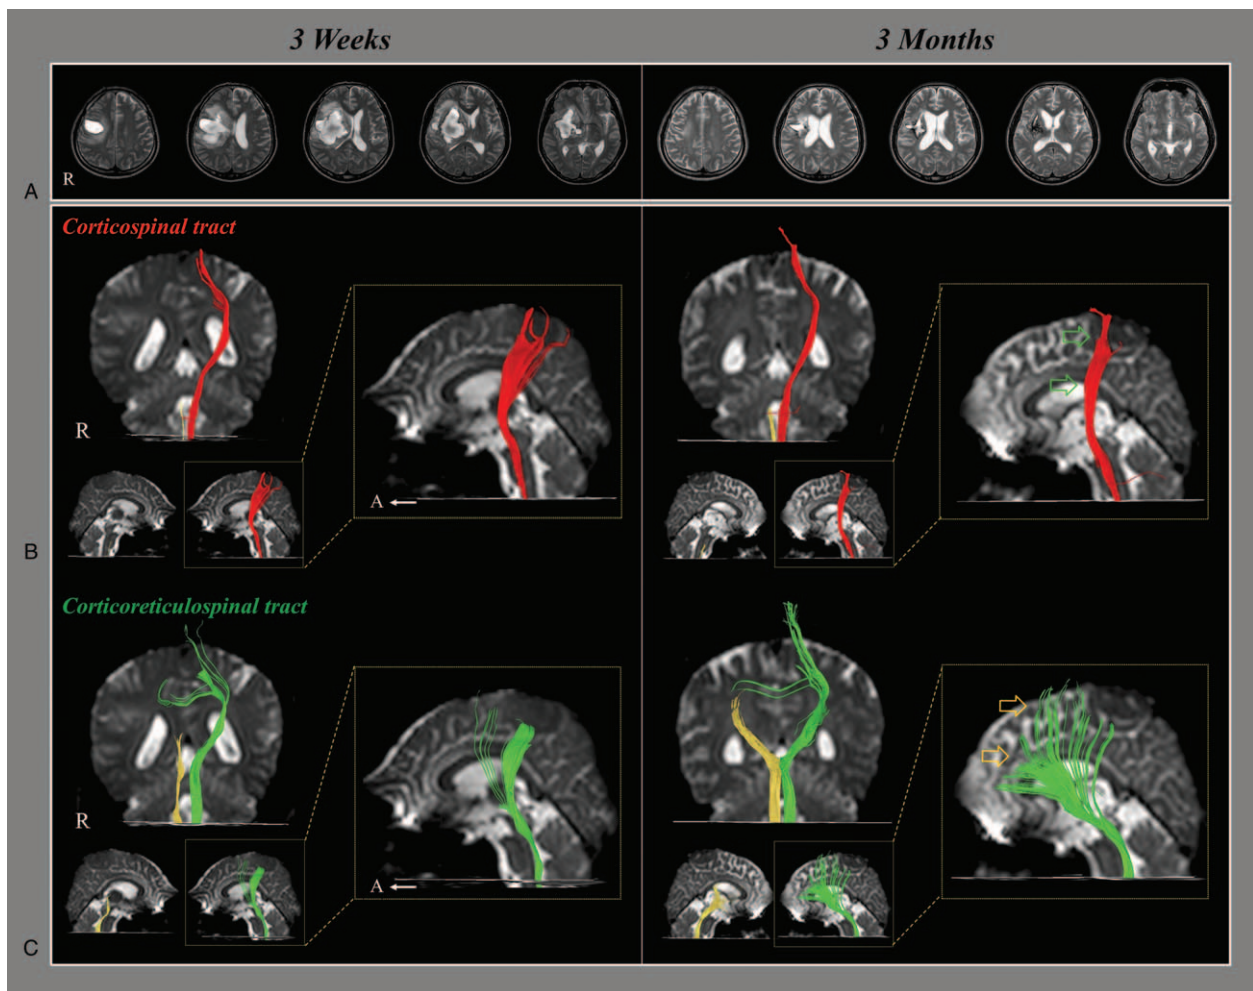 3 Weeks
3 Months
R
A
Corticospinal tract
R
A
B
Corticoreticulospinal tract
R
A
C